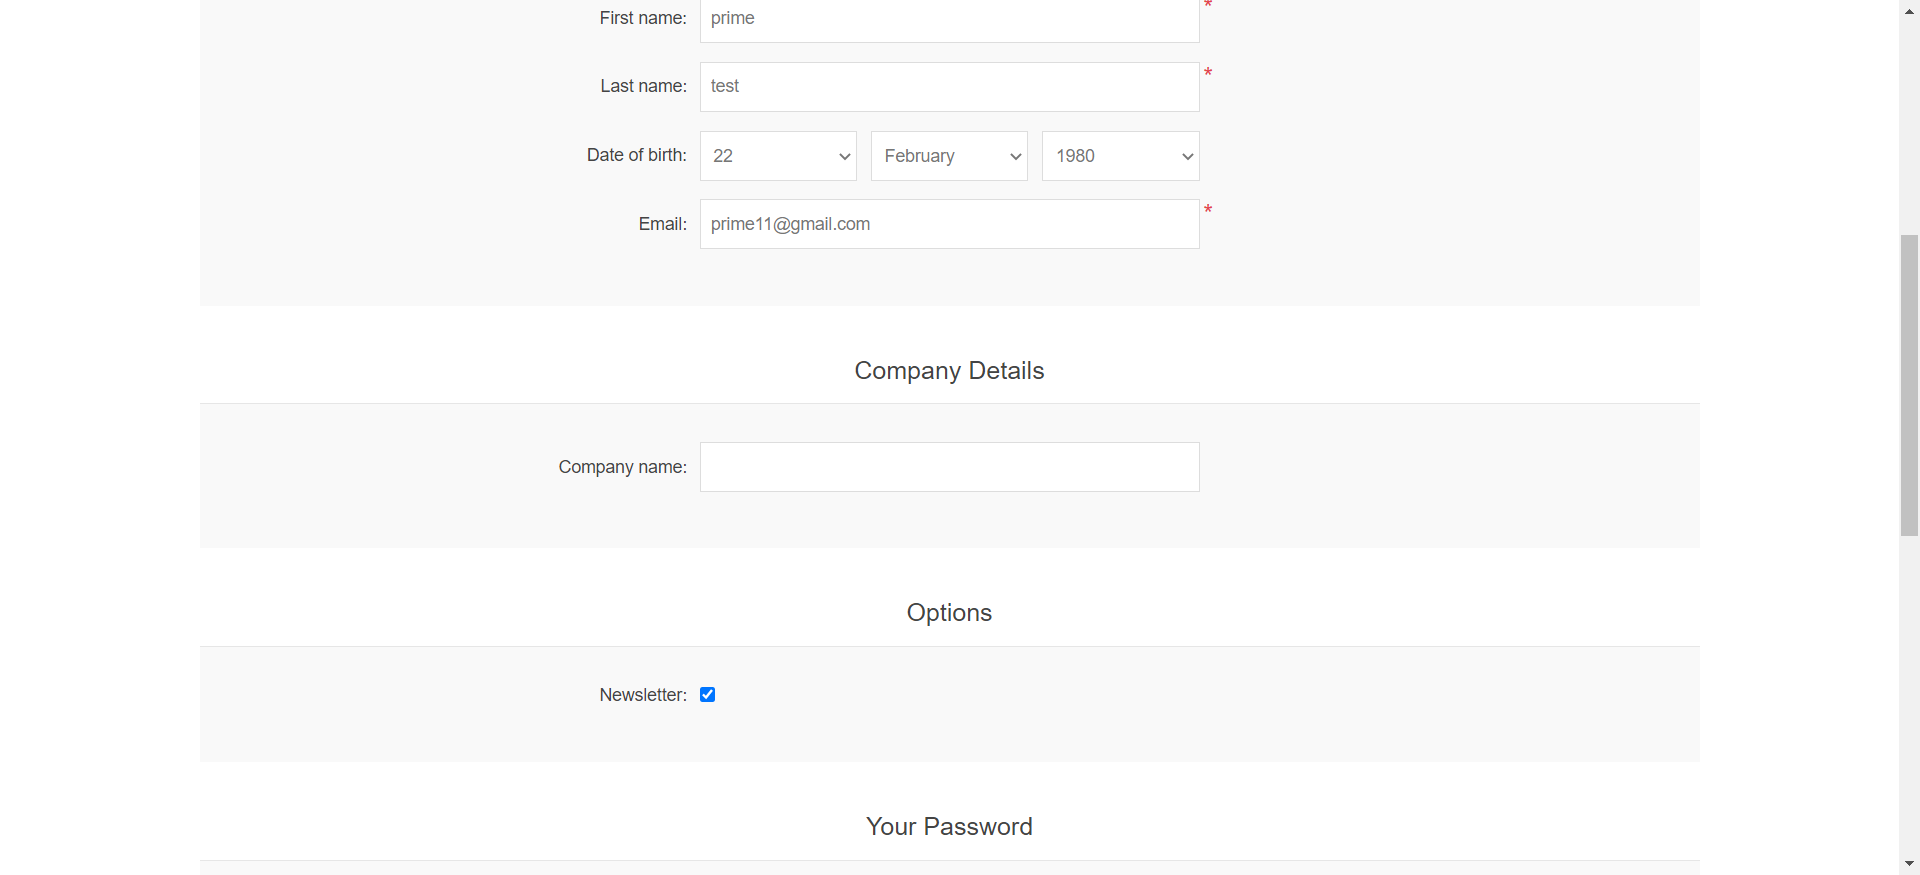 First name: prime *
Last name: test *
Date of birth: 22 February 1980
Email: prime11@gmail.com *
Company Details
Company name:
Options
Newsletter:
Your Password